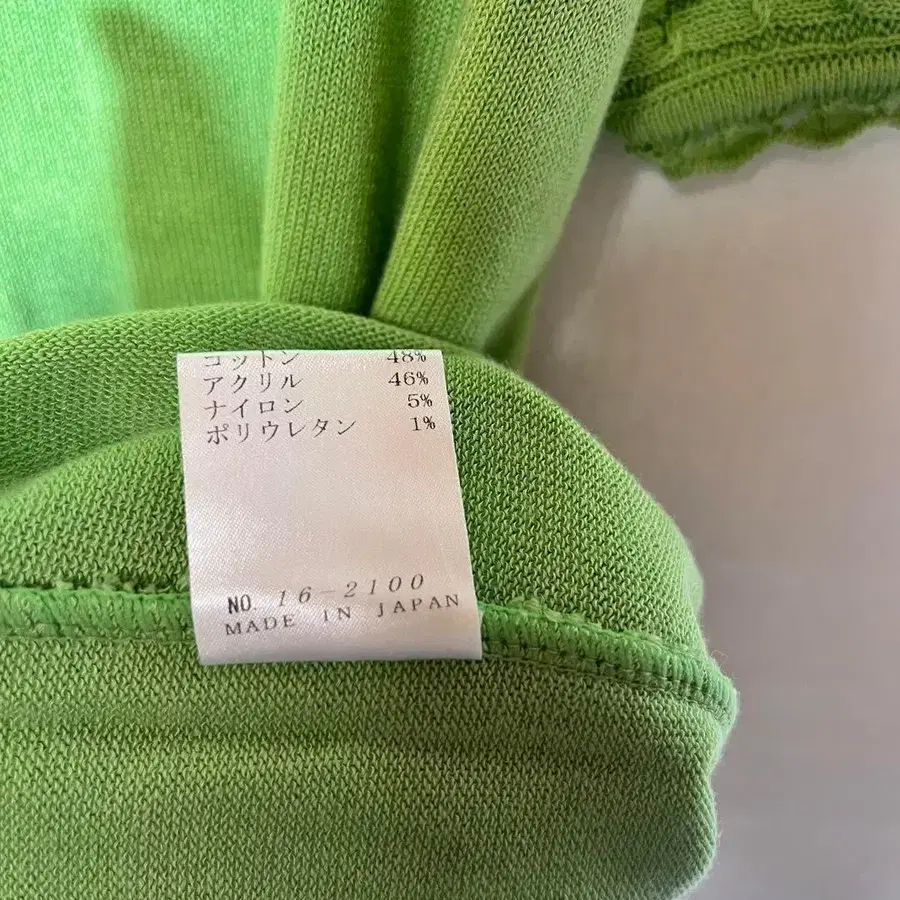 コットン 48%
アクリル 46%
ナイロン 5%
ポリウレタン 1%
NO. 16-2100
MADE IN JAPAN